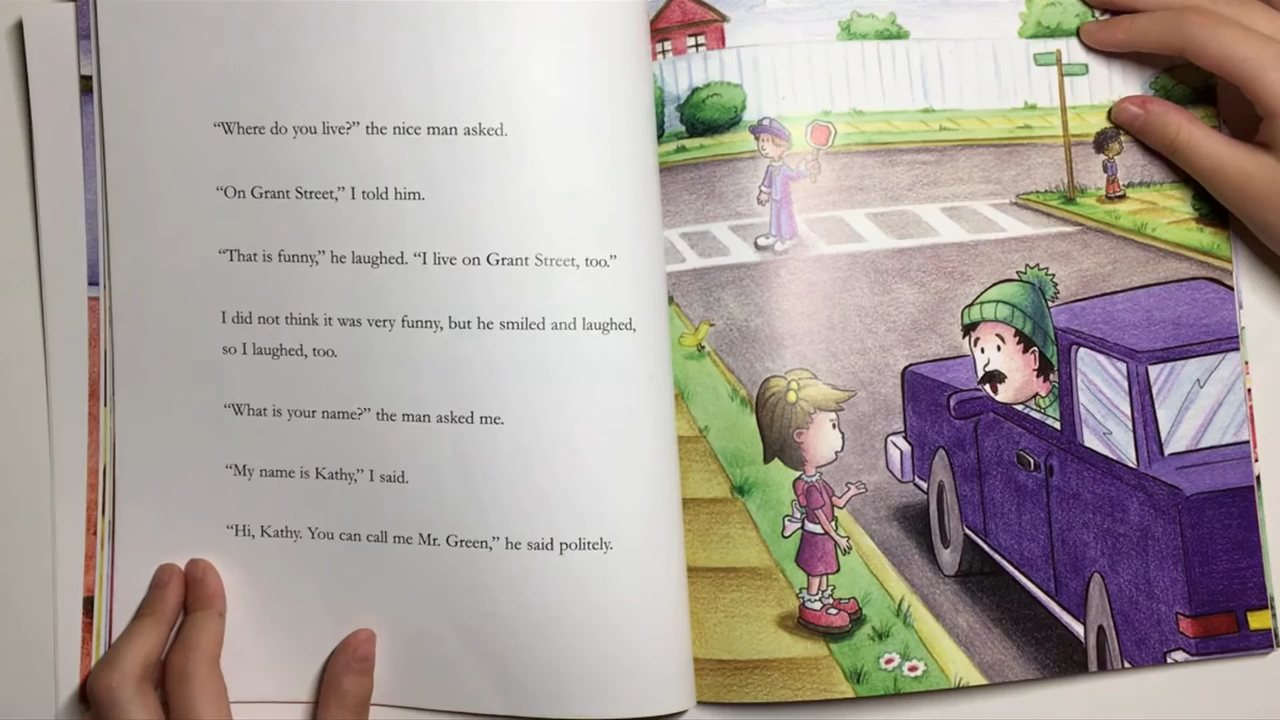 “Where do you live?” the nice man asked.
“On Grant Street,” I told him.
“That is funny,” he laughed. “I live on Grant Street, too.”
I did not think it was very funny, but he smiled and laughed,
so I laughed, too.
“What is your name?” the man asked me.
“My name is Kathy,” I said.
“Hi, Kathy. You can call me Mr. Green,” he said politely.